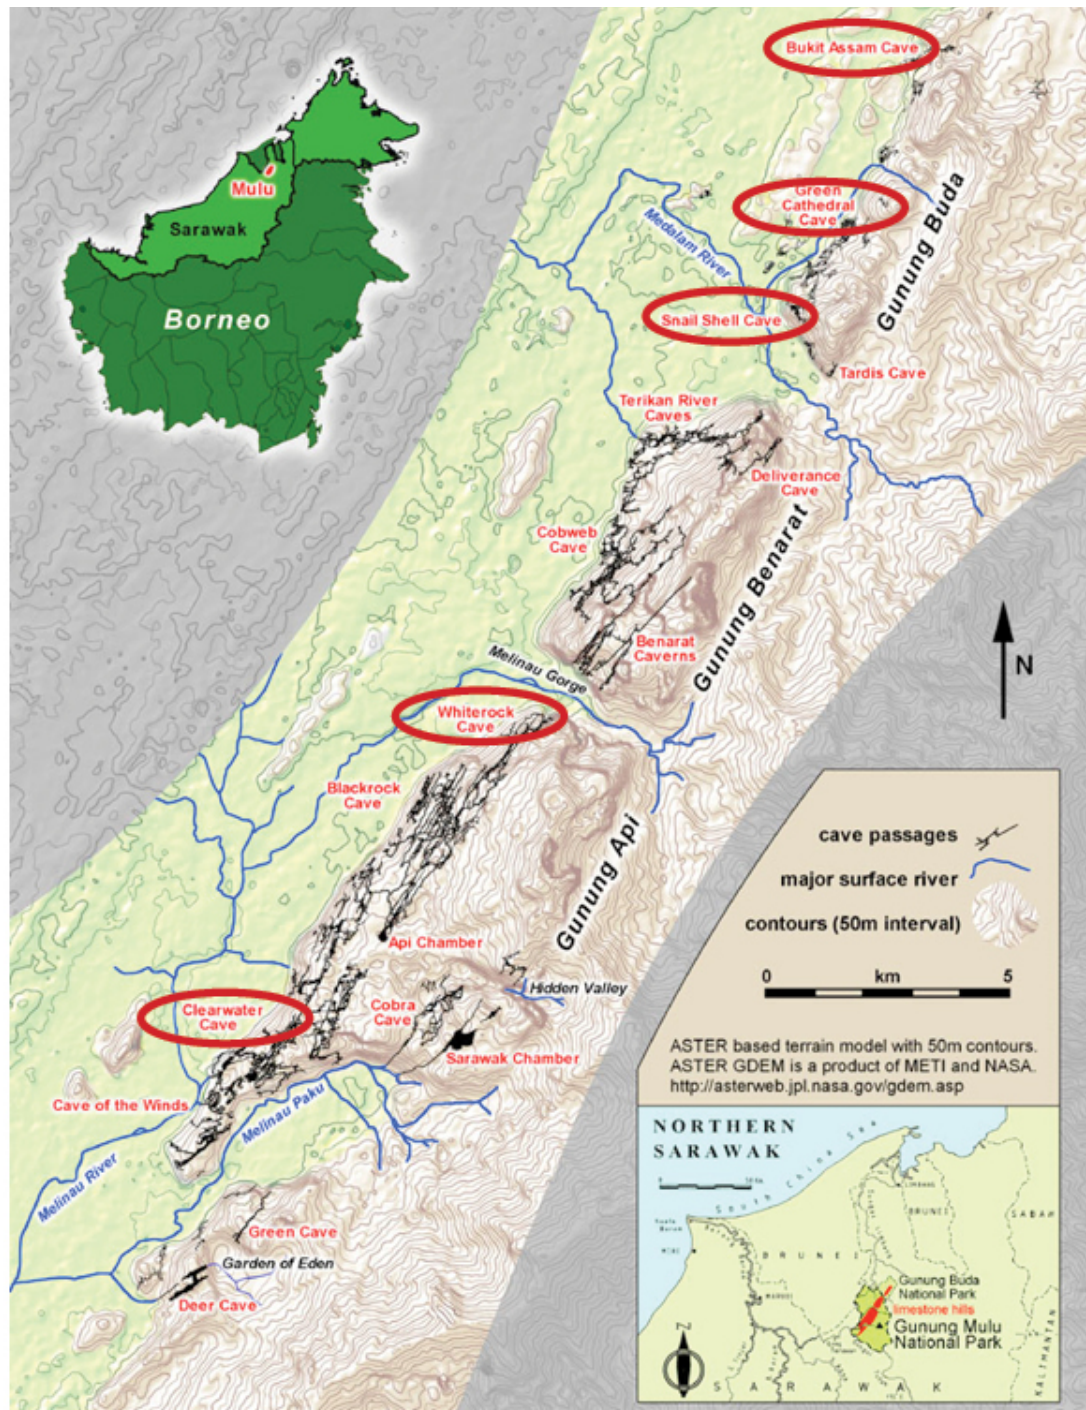 Bukit Assam Cave
Mulu
Sarawak
Borneo
Green
Cathedral
Cave
Medalam River
Gunung Buda
Snail Shell Cave
Tardis Cave
Terikan River
Caves
Deliverance
Cave
Cobweb
Cave
Gunung Benarat
Benarat
Caverns
Melinau Gorge
N
Whiterock
Cave
Blackrock
Cave
Gunung Api
Api Chamber
Hidden Valley
Clearwater
Cave
Cobra
Cave
Sarawak Chamber
Cave of the Winds
Melinau Paku
Melinau River
Green Cave
Garden of Eden
Deer Cave
cave passages
major surface river
contours (50m interval)
0 km 5
ASTER based terrain model with 50m contours.
ASTER GDEM is a product of METI and NASA.
http://asterweb.jpl.nasa.gov/gdem.asp
NORTHERN
SARAWAK
South China Sea
LIMBANG
BRUNEI
SABAH
BRUNEI
MIRI
MARUDI
Gunung Buda
National Park
limestone hills
Gunung Mulu
National Park
KALIMANTAN
SARAWAK